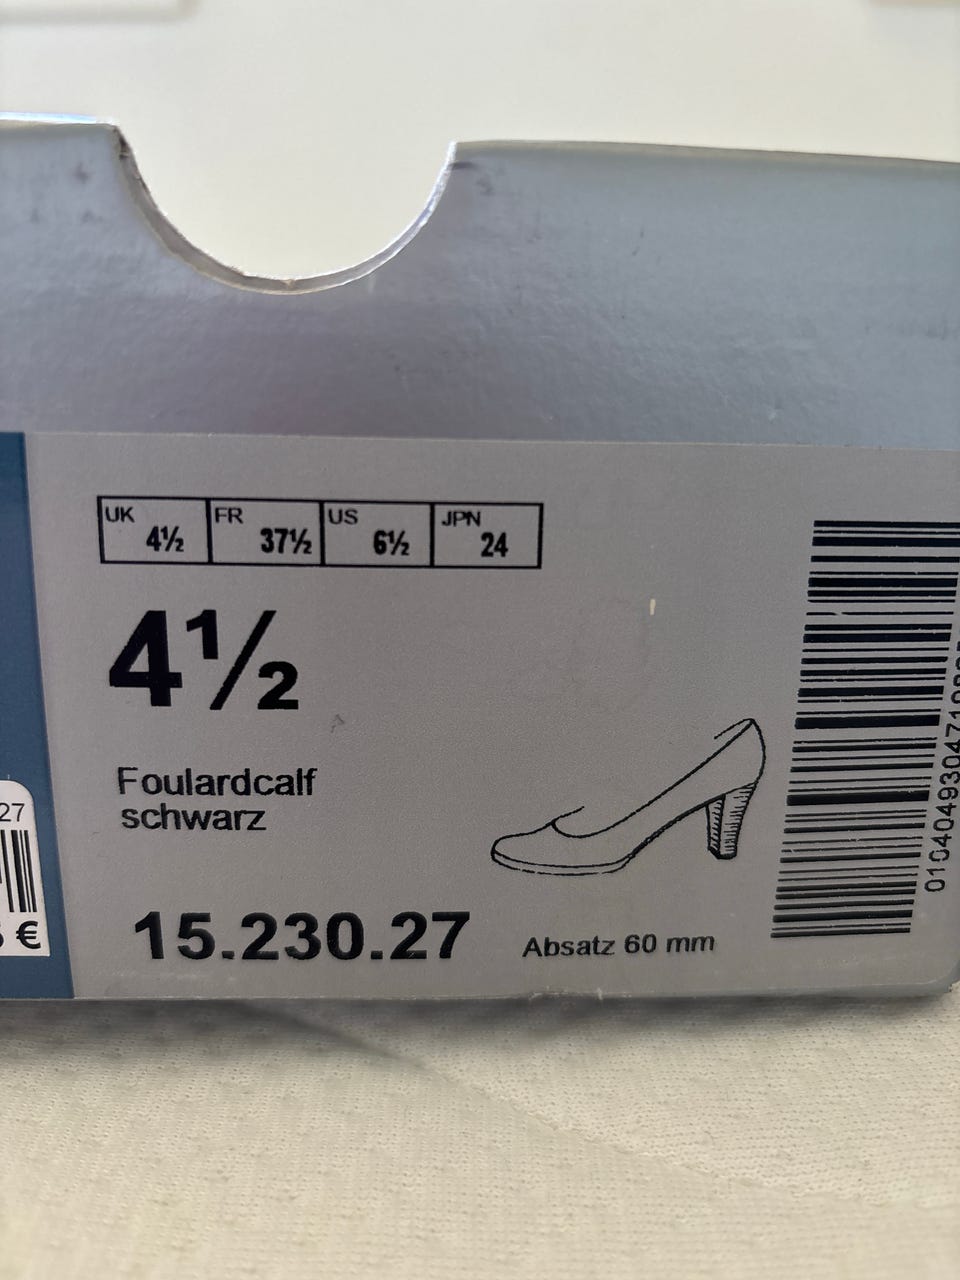 UK 4½ FR 37½ US 6½ JPN 24
4½
Foulardcalf
schwarz
15.230.27
Absatz 60 mm
27
€